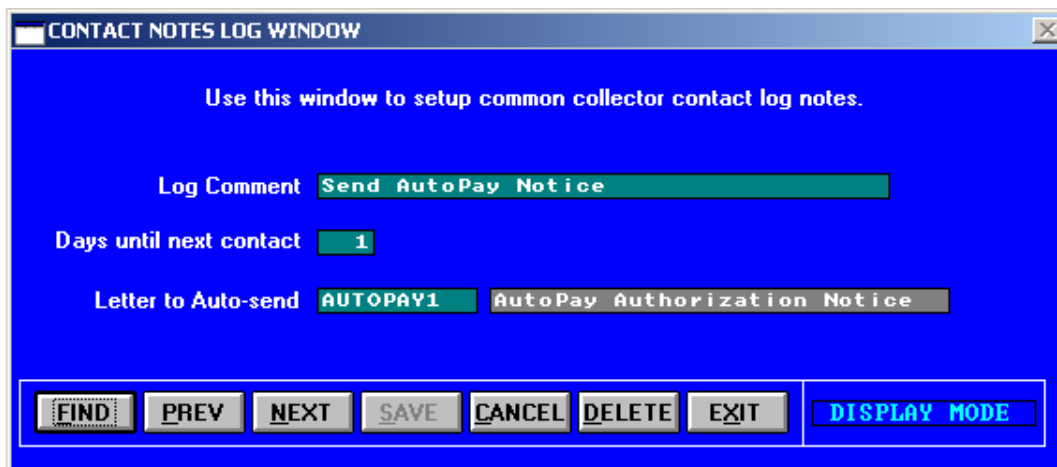 CONTACT NOTES LOG WINDOW
Use this window to setup common collector contact log notes.
Log Comment Send AutoPay Notice
Days until next contact 1
Letter to Auto-send AUTOPAY1 AutoPay Authorization Notice
FIND PREV NEXT SAVE CANCEL DELETE EXIT DISPLAY MODE